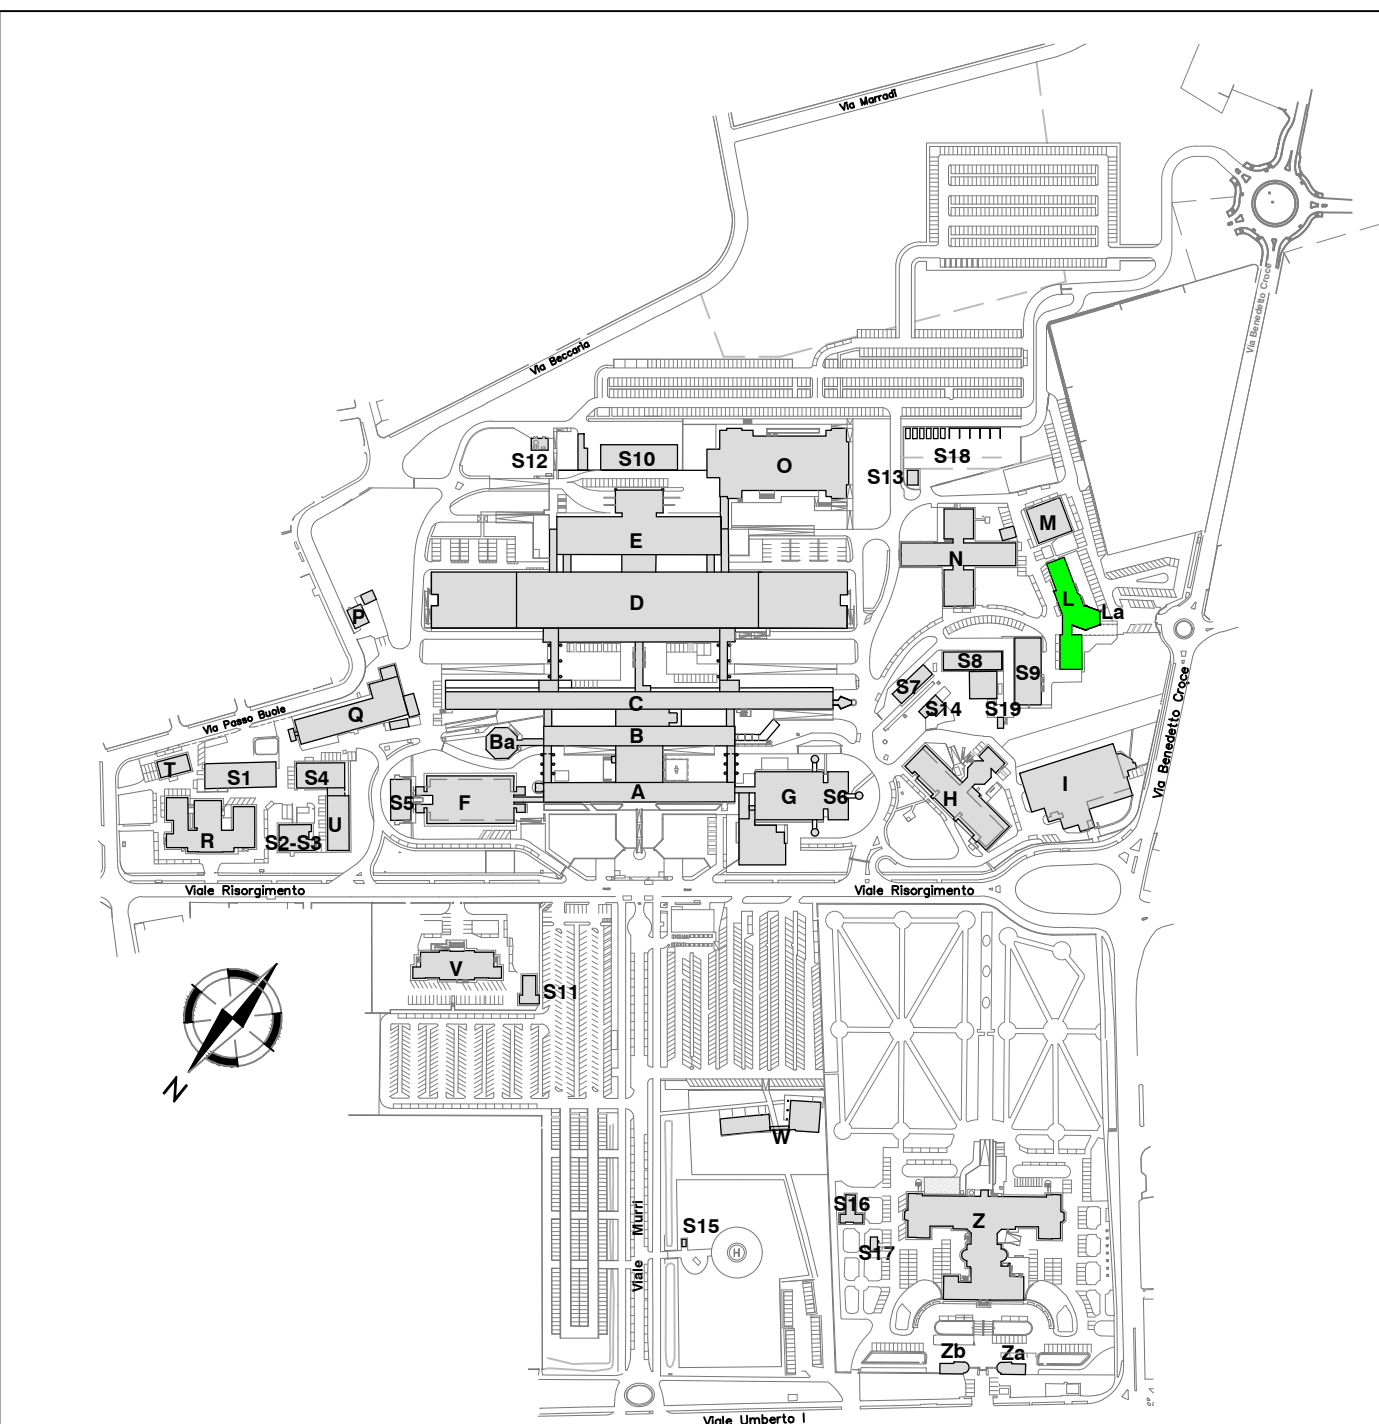 Via Marradi
Via Benedetto Croce
Via Beccaria
S12
S10
O
S13
S18
M
E
N
D
L
La
P
S8
S9
S7
S14
S19
Via Benedetto Croce
Q
Via Passo Buole
C
B
Ba
T
S1
S4
S5
F
A
G
S6
H
I
R
S2-S3
U
Viale Risorgimento
Viale Risorgimento
V
S11
N
W
S16
S17
Z
S15
H
Viale Murri
Zb
Za
Viale Umberto I